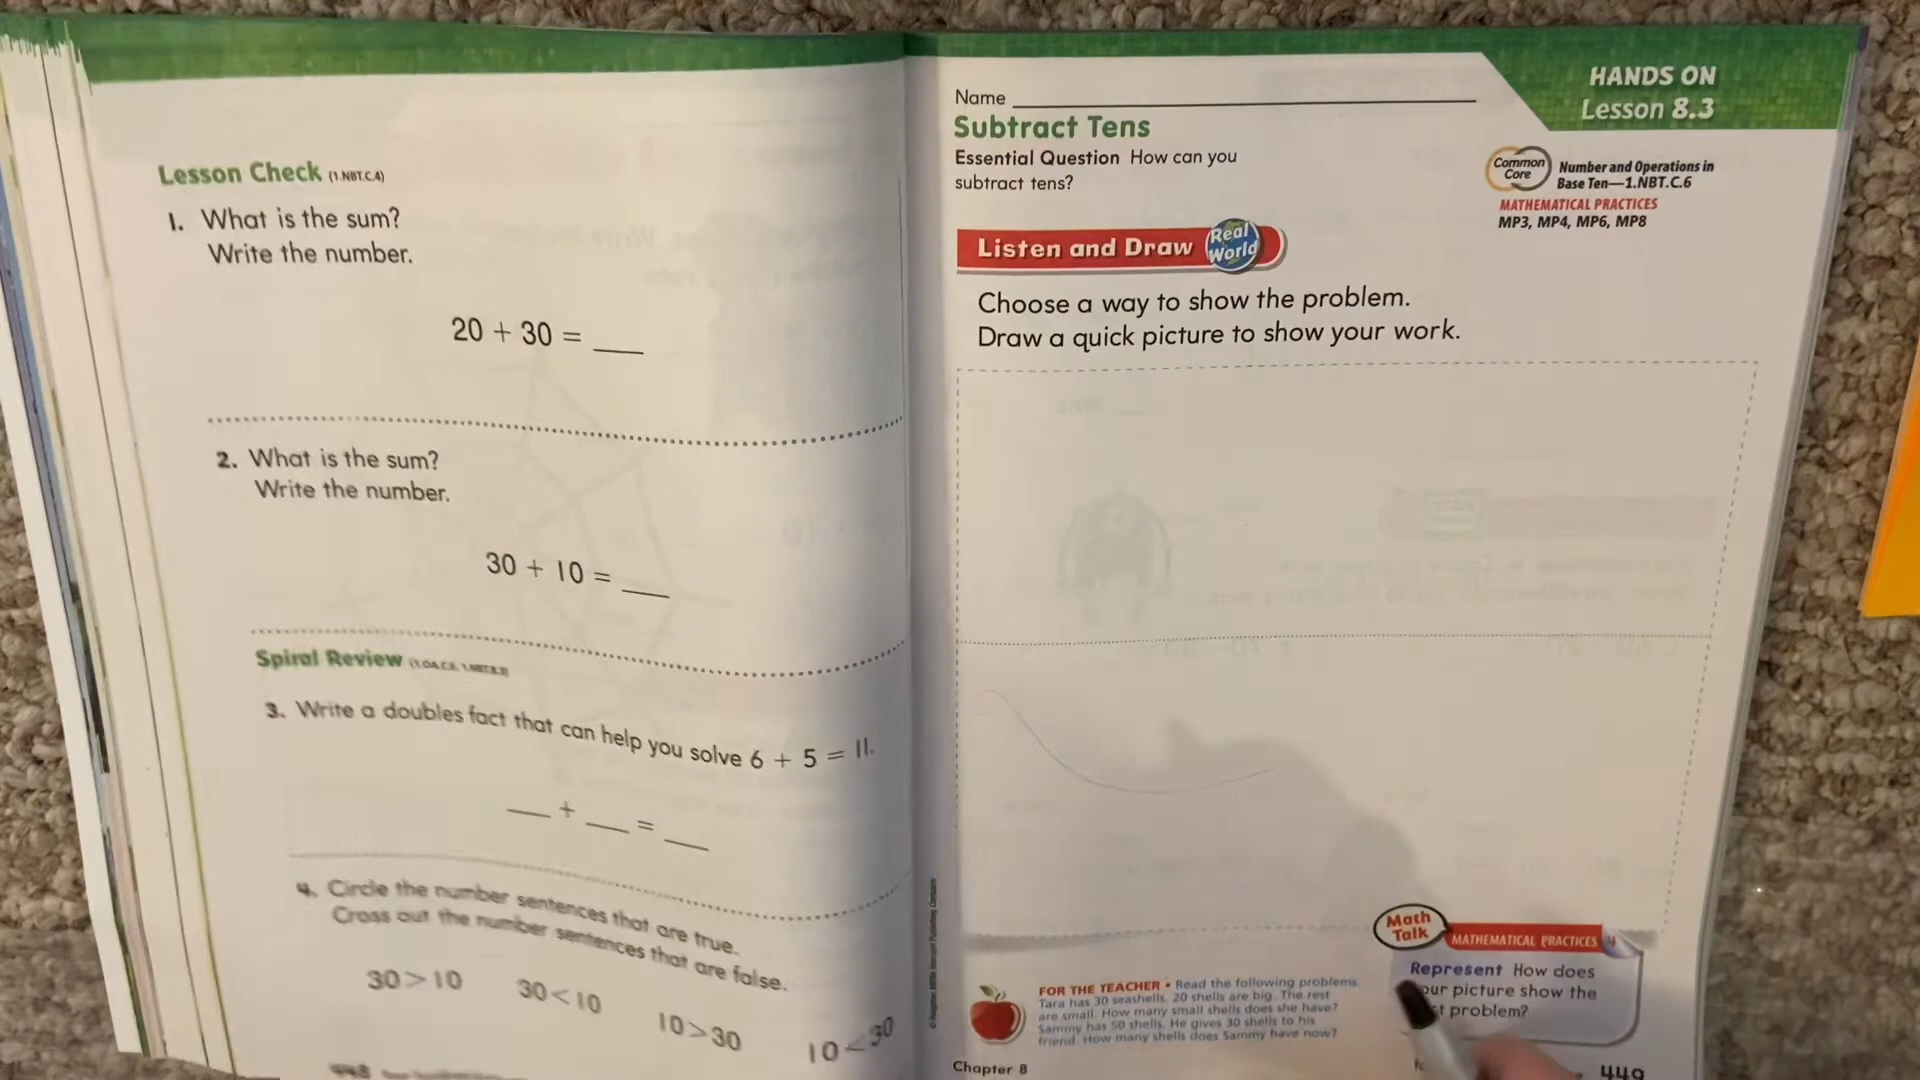 Lesson Check (1.NBT.C.4)
1. What is the sum?
Write the number.
20 + 30 = ___
2. What is the sum?
Write the number.
30 + 10 = ___
Spiral Review
3. Write a doubles fact that can help you solve 6 + 5 = 11.
___ + ___ = ___
4. Circle the number sentences that are true.
Cross out the number sentences that are false.
30 > 10 30 < 10 10 > 30 10 < 30
Name
HANDS ON
Lesson 8.3
Subtract Tens
Essential Question How can you
subtract tens?
Common
Core
Number and Operations in
Base Ten—1.NBT.C.6
MATHEMATICAL PRACTICES
MP3, MP4, MP6, MP8
Listen and Draw Real
World
Choose a way to show the problem.
Draw a quick picture to show your work.
Math
Talk
MATHEMATICAL PRACTICES 4
Represent How does
our picture show the
problem?
FOR THE TEACHER • Read the following problems.
Tara has 30 seashells. 20 shells are big. The rest
are small. How many small shells does she have?
Sammy has 50 shells. He gives 30 shells to his
friend. How many shells does Sammy have now?
Chapter 8
449